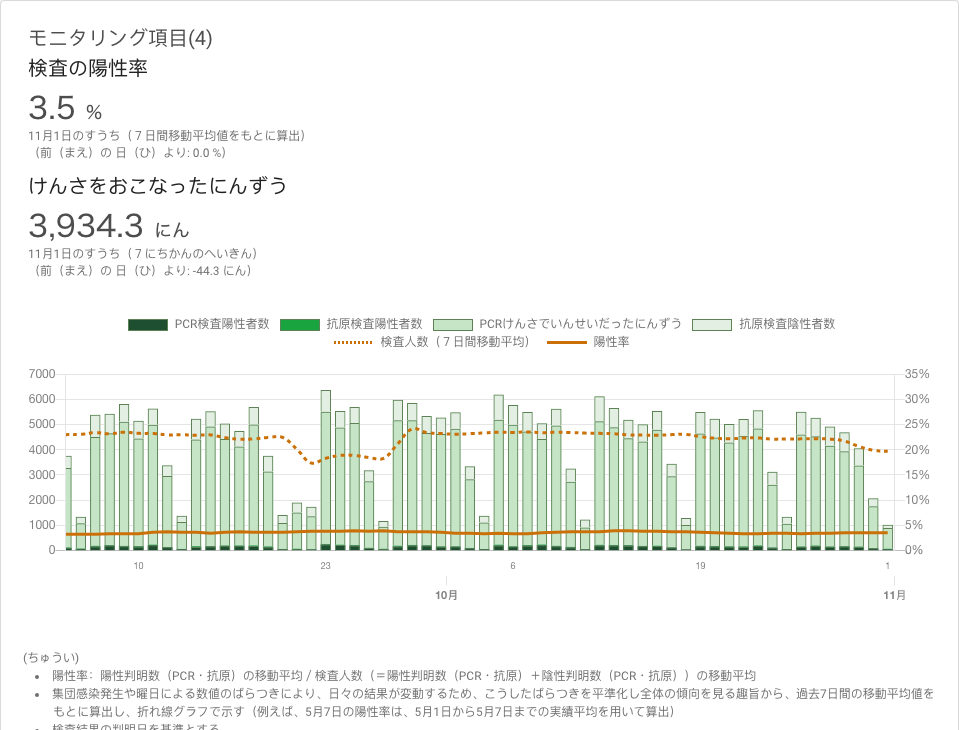 モニタリング項目(4)
検査の陽性率
3.5 %
11月1日のすうち（７日間移動平均値をもとに算出）
（前（まえ）の 日（ひ）より: 0.0 %）
けんさをおこなったにんずう
3,934.3 にん
11月1日のすうち（７にちかんのへいきん）
（前（まえ）の 日（ひ）より: -44.3 にん）
PCR検査陽性者数 抗原検査陽性者数 PCRけんさでいんせいだったにんずう 抗原検査陰性者数
検査人数（７日間移動平均） 陽性率
7000 35%
6000 30%
5000 25%
4000 20%
3000 15%
2000 10%
1000 5%
0 0%
10 23 6 19 1
10月 11月
(ちゅうい)
• 陽性率：陽性判明数（PCR・抗原）の移動平均 / 検査人数（＝陽性判明数（PCR・抗原）＋陰性判明数（PCR・抗原））の移動平均
• 集団感染発生や曜日による数値のばらつきにより、日々の結果が変動するため、こうしたばらつきを平準化し全体の傾向を見る趣旨から、過去7日間の移動平均値を
もとに算出し、折れ線グラフで示す（例えば、5月7日の陽性率は、5月1日から5月7日までの実績平均を用いて算出）
• 検査結果の判明日を基準とする